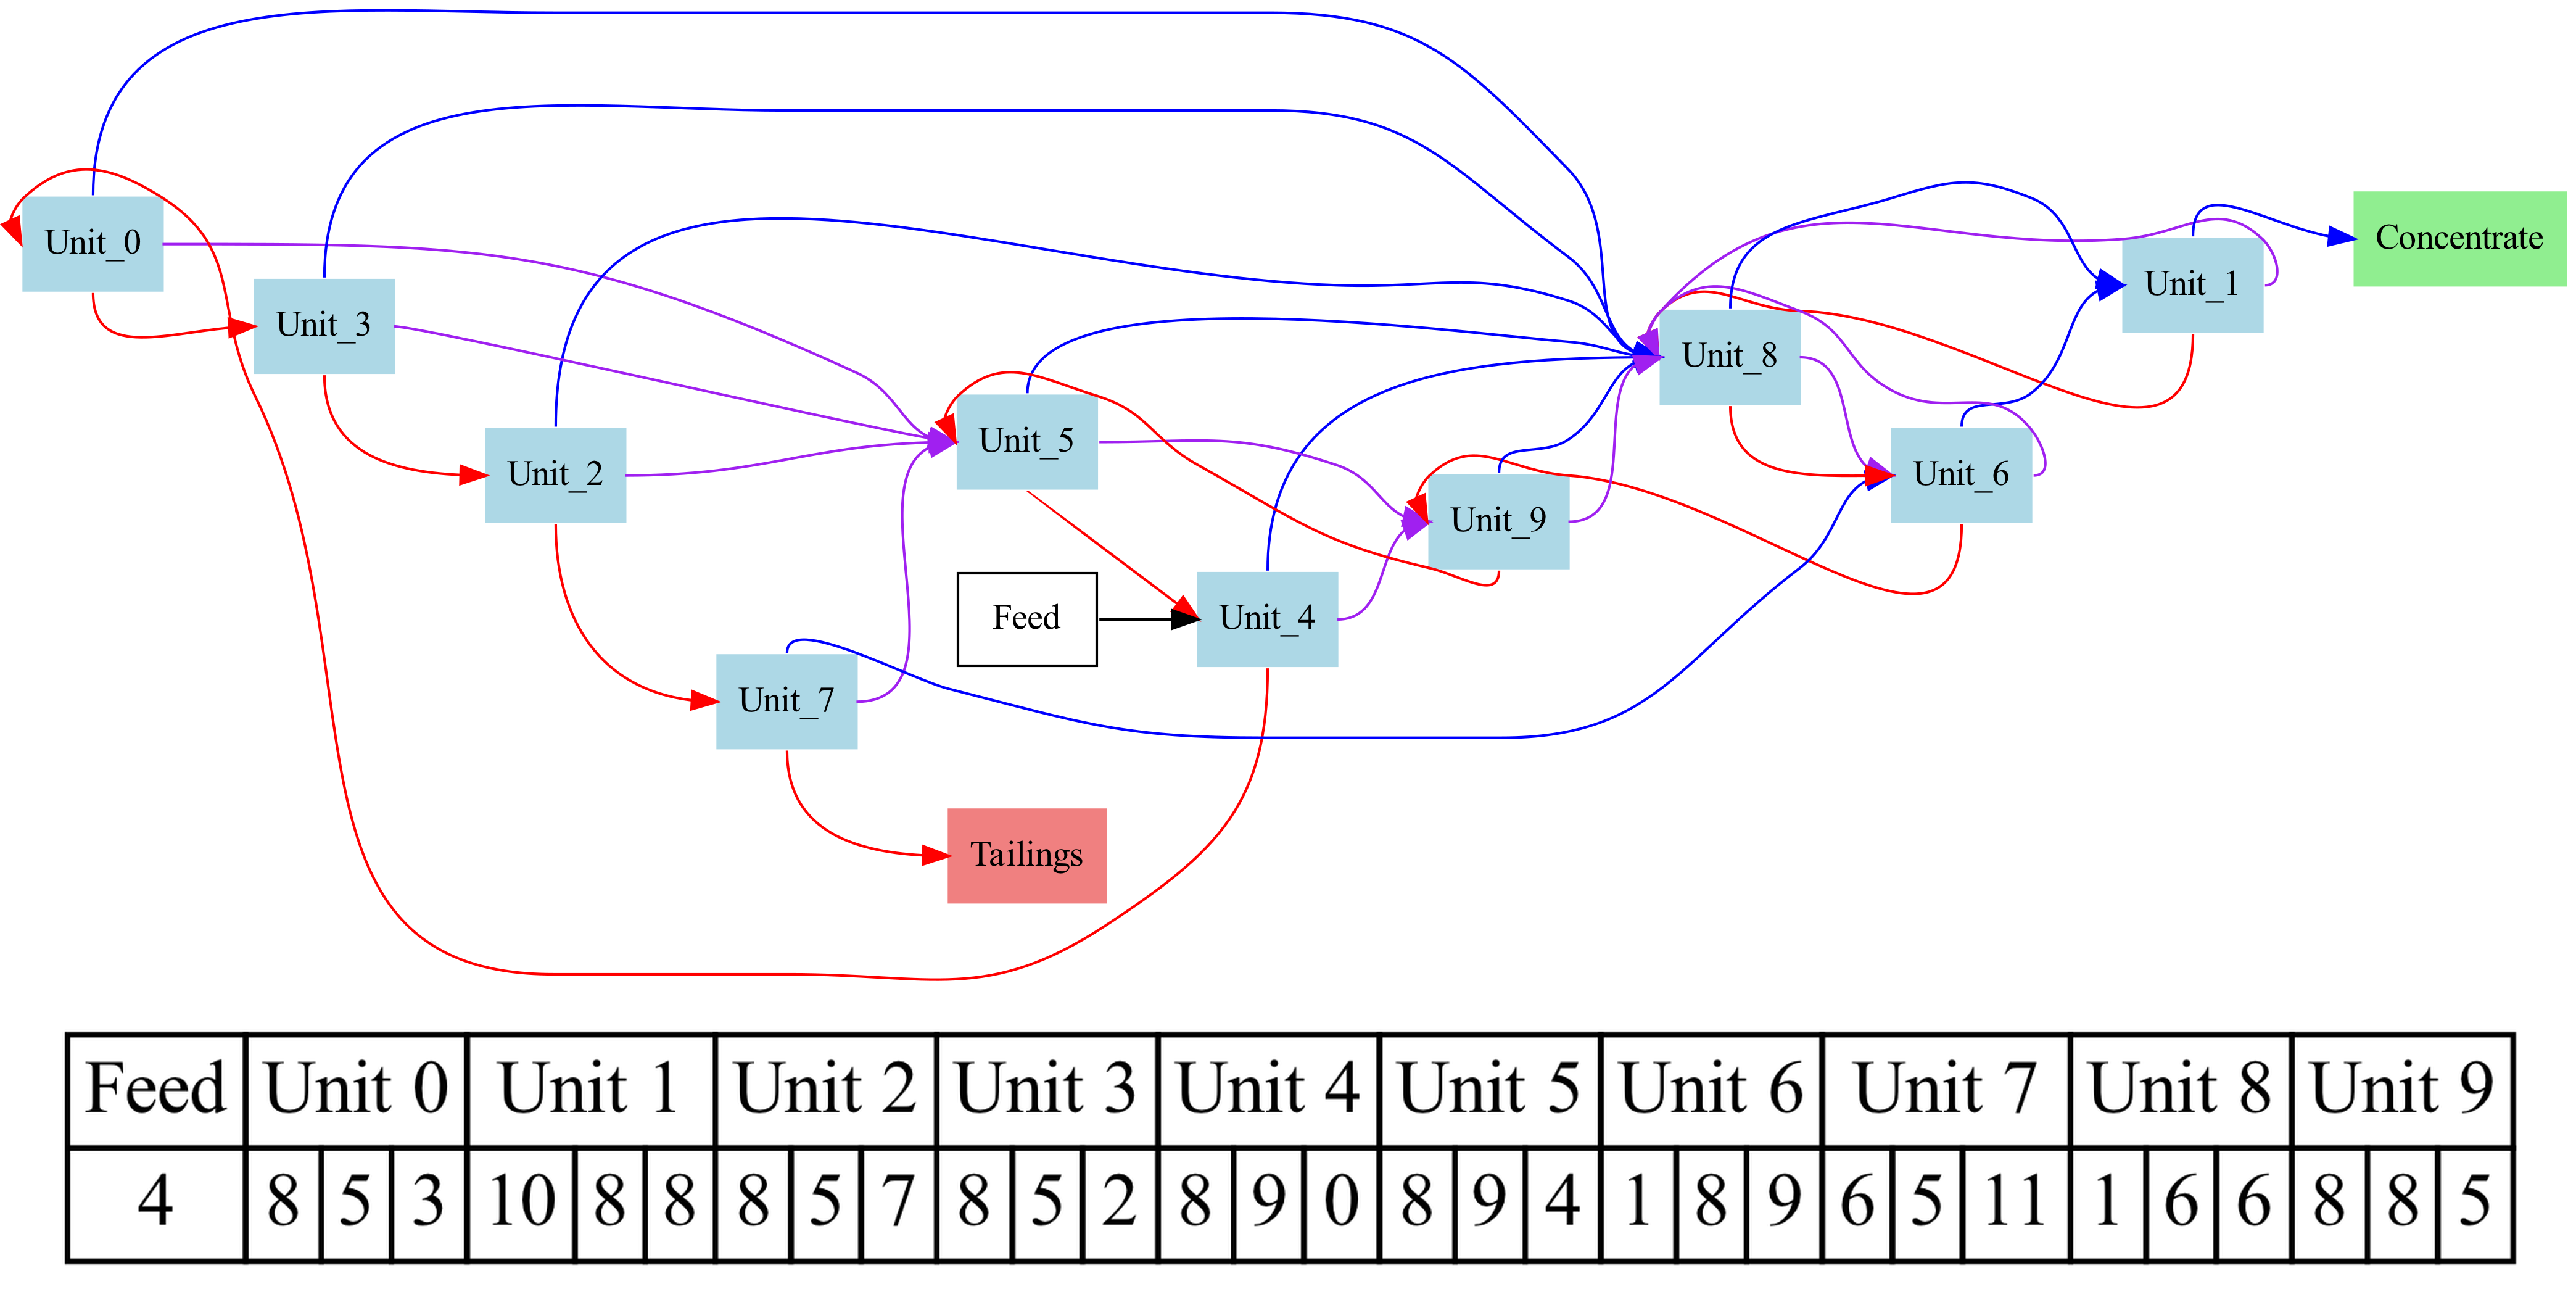 Unit_0
Concentrate
Unit_1
Unit_3
Unit_8
Unit_5
Unit_2
Unit_6
Unit_9
Feed
Unit_4
Unit_7
Tailings
Feed Unit 0 Unit 1 Unit 2 Unit 3 Unit 4 Unit 5 Unit 6 Unit 7 Unit 8 Unit 9
4 8 5 3 10 8 8 8 5 7 8 5 2 8 9 0 8 9 4 1 8 9 6 5 11 1 6 6 8 8 5